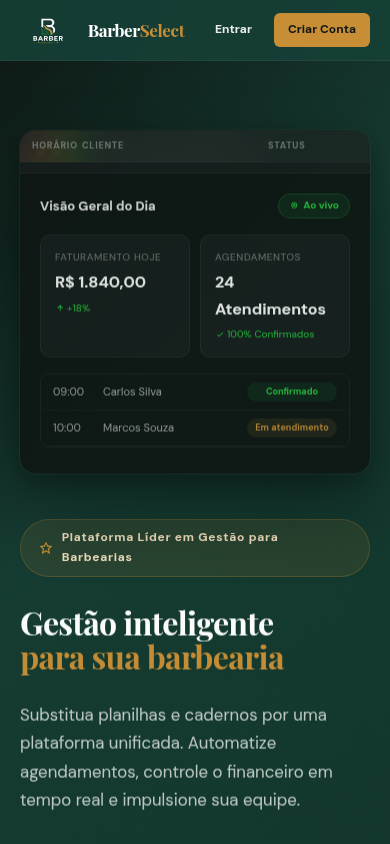 BARBER
BarberSelect
Entrar
Criar Conta
HORÁRIO CLIENTE STATUS
Visão Geral do Dia
Ao vivo
FATURAMENTO HOJE
R$ 1.840,00
+18%
AGENDAMENTOS
24
Atendimentos
100% Confirmados
09:00 Carlos Silva Confirmado
10:00 Marcos Souza Em atendimento
Plataforma Líder em Gestão para
Barbearias
Gestão inteligente
para sua barbearia
Substitua planilhas e cadernos por uma
plataforma unificada. Automatize
agendamentos, controle o financeiro em
tempo real e impulsione sua equipe.